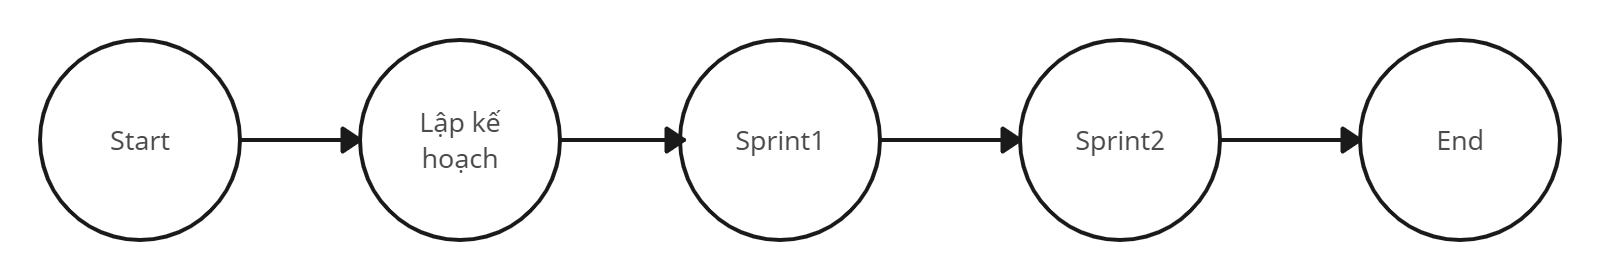 Start
Lập kế
hoạch
Sprint1
Sprint2
End